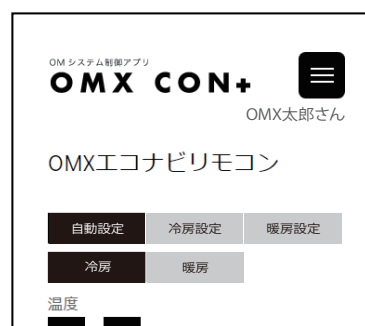 OM システム制御アプリ
OMX CON+
OMX太郎さん
OMXエコナビリモコン
自動設定 冷房設定 暖房設定
冷房 暖房
温度